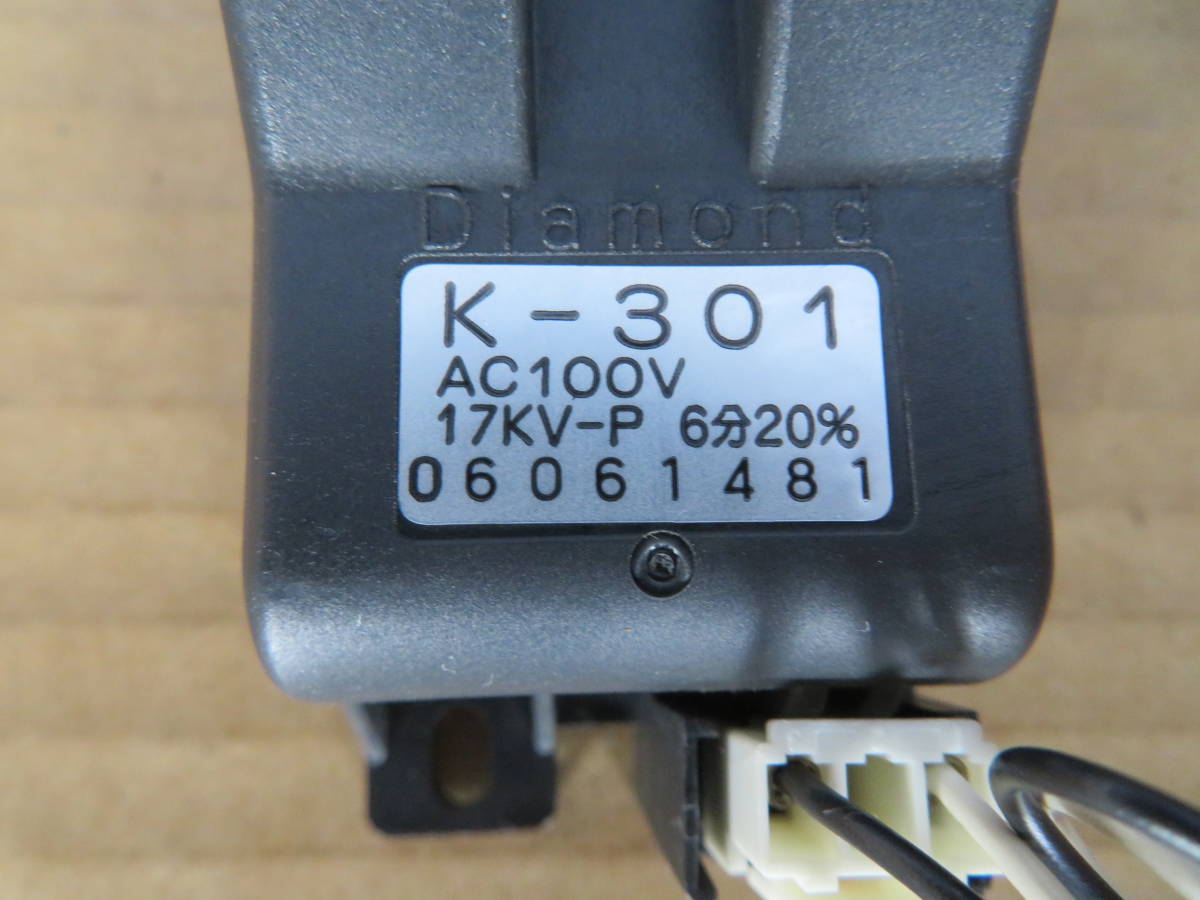 Diamond
K-301
AC100V
17KV-P 6分20%
06061481